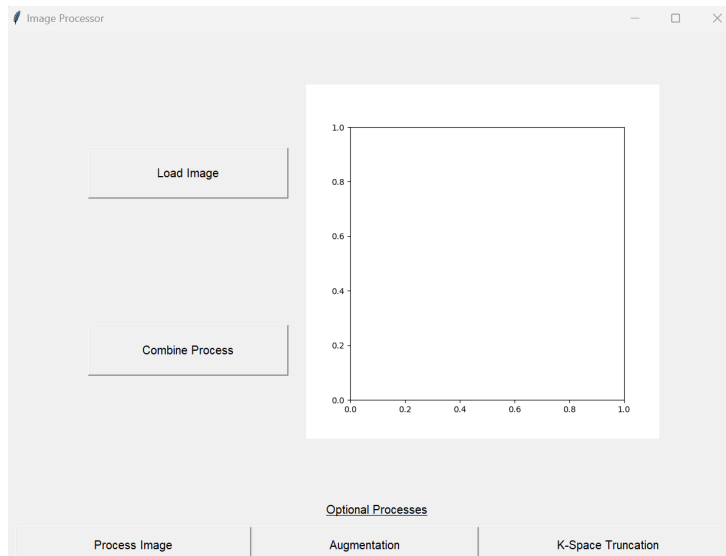 Image Processor
Load Image
Combine Process
1.0
0.8
0.6
0.4
0.2
0.0
0.0 0.2 0.4 0.6 0.8 1.0
Optional Processes
Process Image Augmentation K-Space Truncation